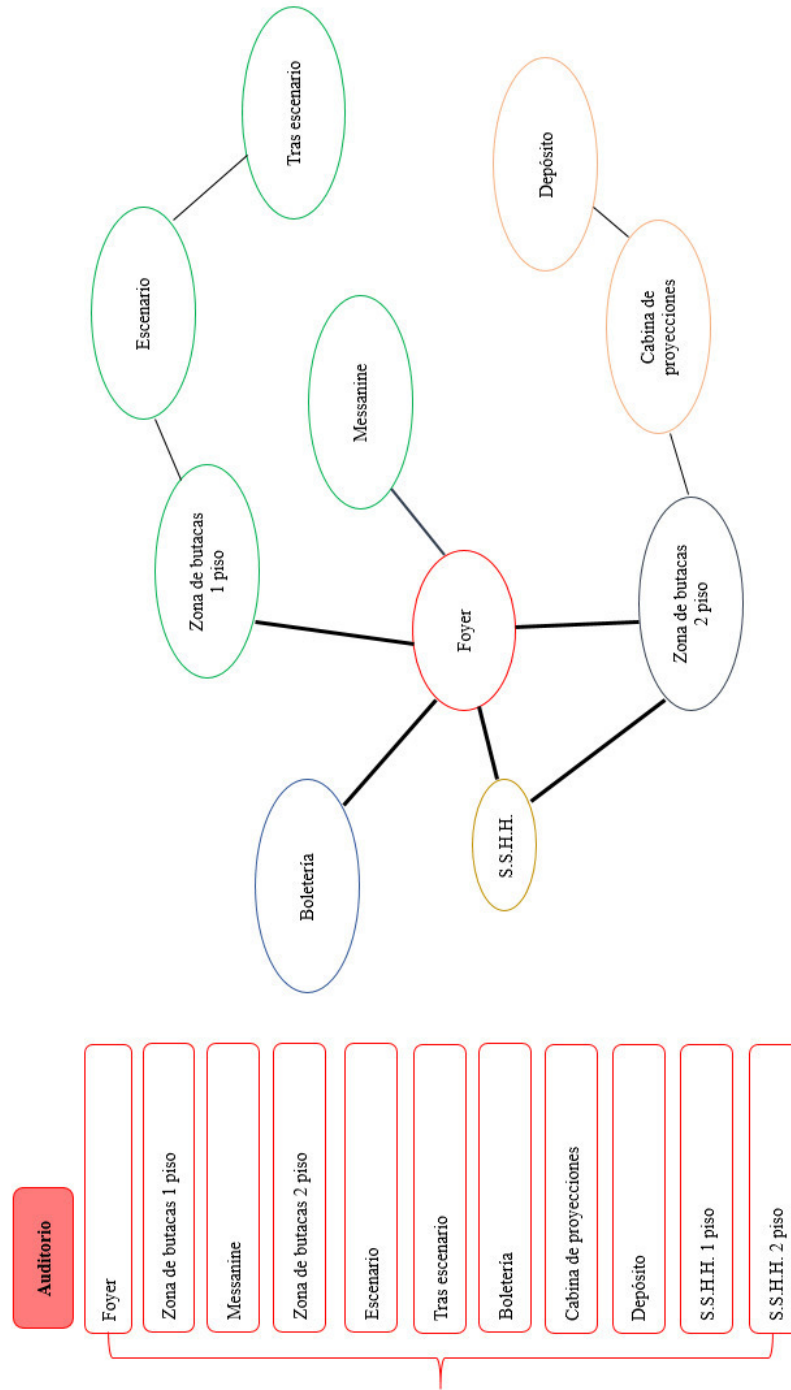 Auditorio
Foyer
Zona de butacas 1 piso
Messanine
Zona de butacas 2 piso
Escenario
Tras escenario
Boletería
Cabina de proyecciones
Depósito
S.S.H.H. 1 piso
S.S.H.H. 2 piso
Escenario
Tras escenario
Zona de butacas
1 piso
Messanine
Boletería
Foyer
S.S.H.H.
Zona de butacas
2 piso
Cabina de
proyecciones
Depósito